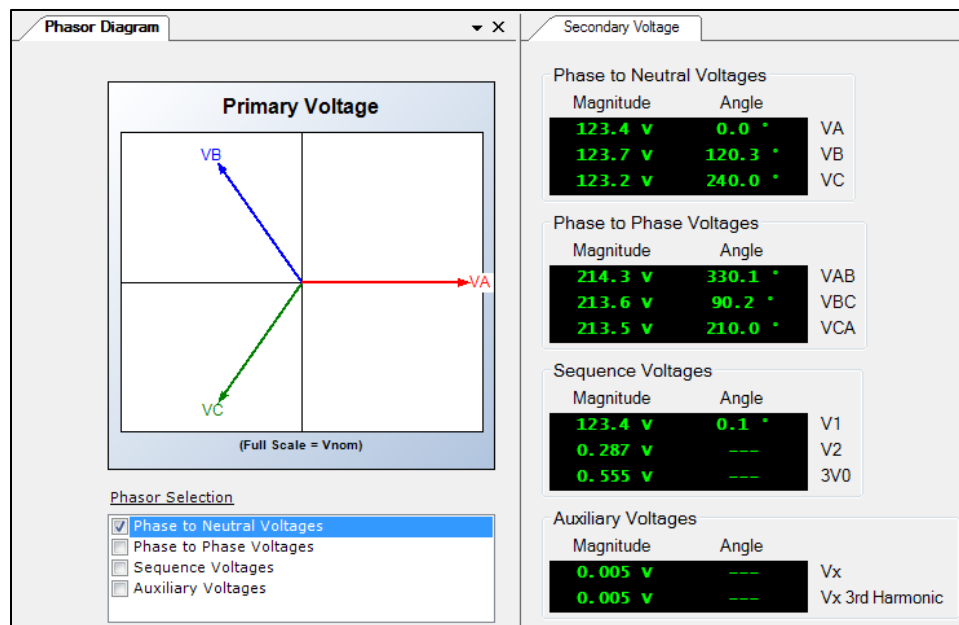 Phasor Diagram
Primary Voltage
VB
VA
VC
(Full Scale = Vnom)
Phasor Selection
Phase to Neutral Voltages
Phase to Phase Voltages
Sequence Voltages
Auxiliary Voltages
Secondary Voltage
Phase to Neutral Voltages
Magnitude Angle
123.4 v 0.0 ° VA
123.7 v 120.3 ° VB
123.2 v 240.0 ° VC
Phase to Phase Voltages
Magnitude Angle
214.3 v 330.1 ° VAB
213.6 v 90.2 ° VBC
213.5 v 210.0 ° VCA
Sequence Voltages
Magnitude Angle
123.4 v 0.1 ° V1
0.287 v --- V2
0.555 v --- 3V0
Auxiliary Voltages
Magnitude Angle
0.005 v --- Vx
0.005 v --- Vx 3rd Harmonic